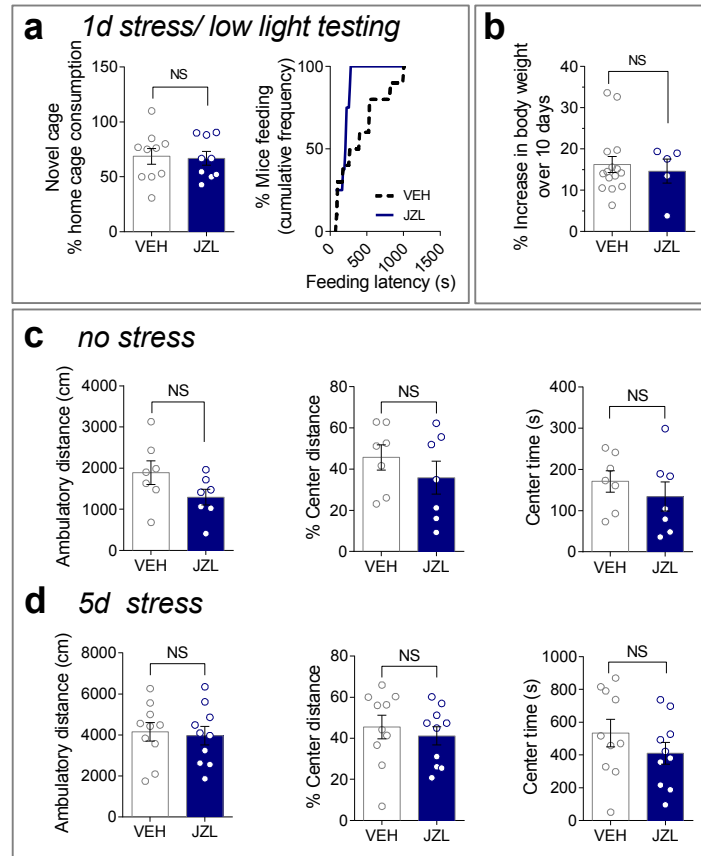 a 1d stress/ low light testing
Novel cage
% home cage consumption
150
100
50
0
NS
VEH JZL
% Mice feeding
(cumulative frequency)
VEH
JZL
500
1000
1500
Feeding latency (s)
b
% Increase in body weight
over 10 days
40
30
20
10
0
NS
VEH JZL
c no stress
Ambulatory distance (cm)
4000
3000
2000
1000
0
NS
VEH JZL
% Center distance
80
60
40
20
0
NS
VEH JZL
Center time (s)
400
300
200
100
0
NS
VEH JZL
d 5d stress
Ambulatory distance (cm)
8000
6000
4000
2000
0
NS
VEH JZL
% Center distance
80
60
40
20
0
NS
VEH JZL
Center time (s)
1000
800
600
400
200
0
NS
VEH JZL